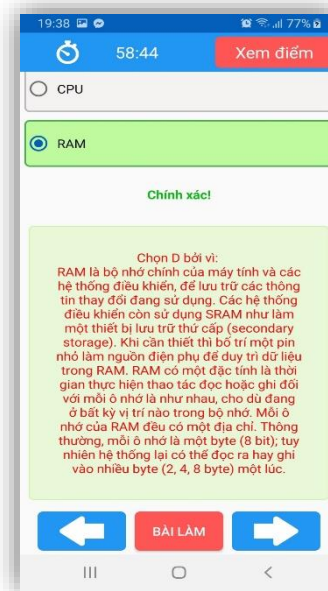 19:38 77%
58:44 Xem điểm
CPU
RAM
Chính xác!
Chọn D bởi vì:
RAM là bộ nhớ chính của máy tính và các
hệ thống điều khiển, để lưu trữ các thông
tin thay đổi đang sử dụng. Các hệ thống
điều khiển còn sử dụng SRAM như làm
một thiết bị lưu trữ thứ cấp (secondary
storage). Khi cần thiết thì bố trí một pin
nhỏ làm nguồn điện phụ để duy trì dữ liệu
trong RAM. RAM có một đặc tính là thời
gian thực hiện thao tác đọc hoặc ghi đối
với mỗi ô nhớ là như nhau, cho dù đang
ở bất kỳ vị trí nào trong bộ nhớ. Mỗi ô
nhớ của RAM đều có một địa chỉ. Thông
thường, mỗi ô nhớ là một byte (8 bit); tuy
nhiên hệ thống lại có thể đọc ra hay ghi
vào nhiều byte (2, 4, 8 byte) một lúc.
BÀI LÀM